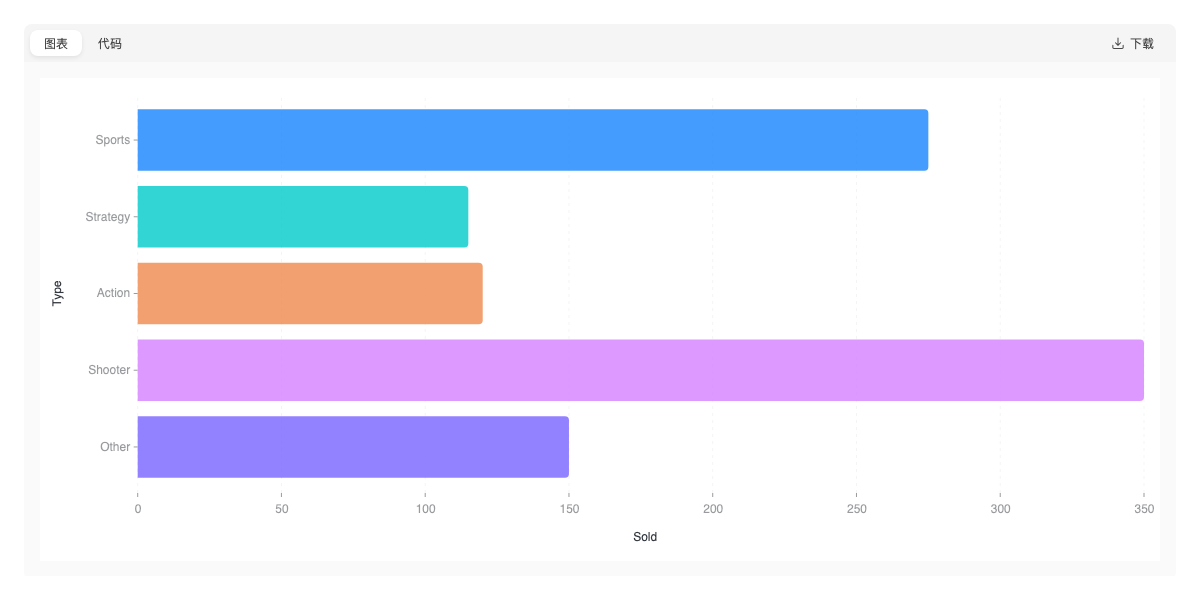 图表 代码 下载
Sports
Strategy
Action
Shooter
Other
Type
0 50 100 150 200 250 300 350
Sold